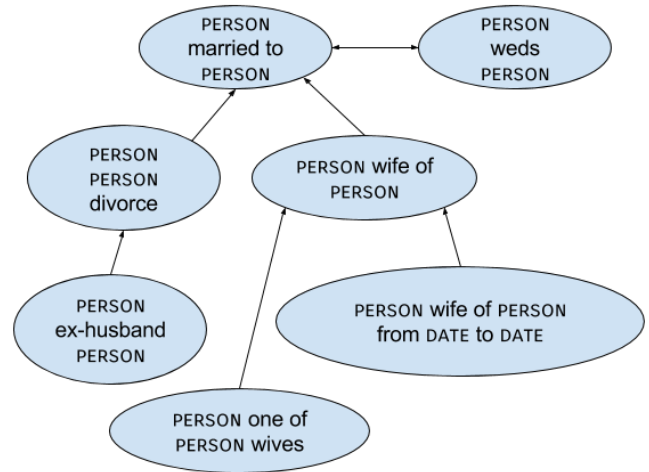 PERSON
married to
PERSON
PERSON
weds
PERSON
PERSON
PERSON
divorce
PERSON wife of
PERSON
PERSON
ex-husband
PERSON
PERSON wife of PERSON
from DATE to DATE
PERSON one of
PERSON wives